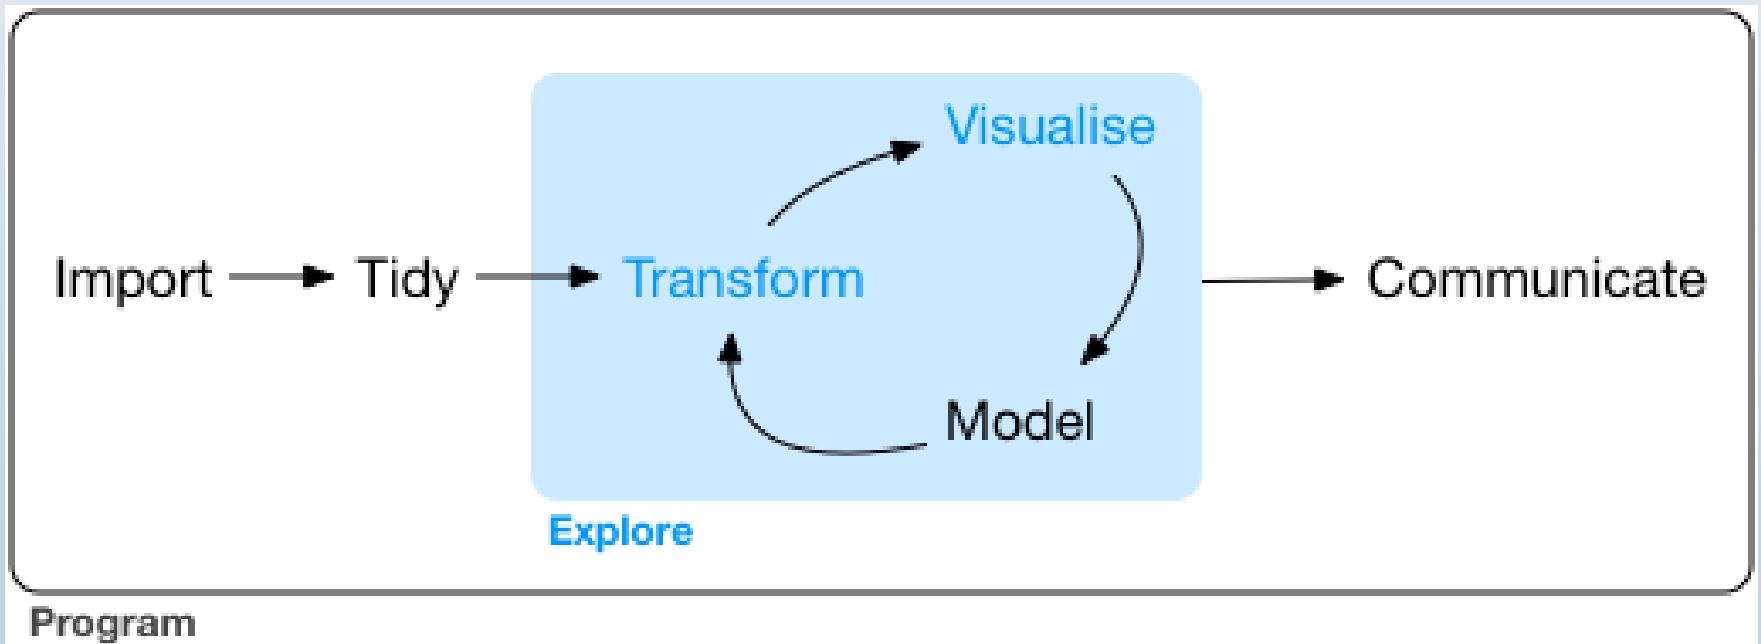 Visualise
Import Tidy Transform Communicate
Model
Explore
Program